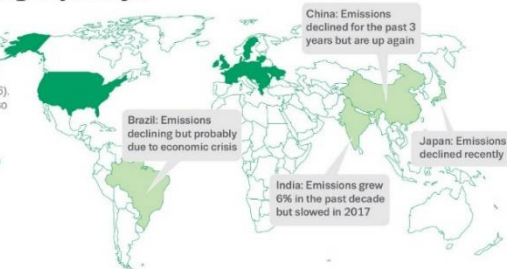 China: Emissions
declined for the past 3
years but are up again
Brazil: Emissions
declining but probably
due to economic crisis
Japan: Emissions
declined recently
India: Emissions grew
6% in the past decade
but slowed in 2017